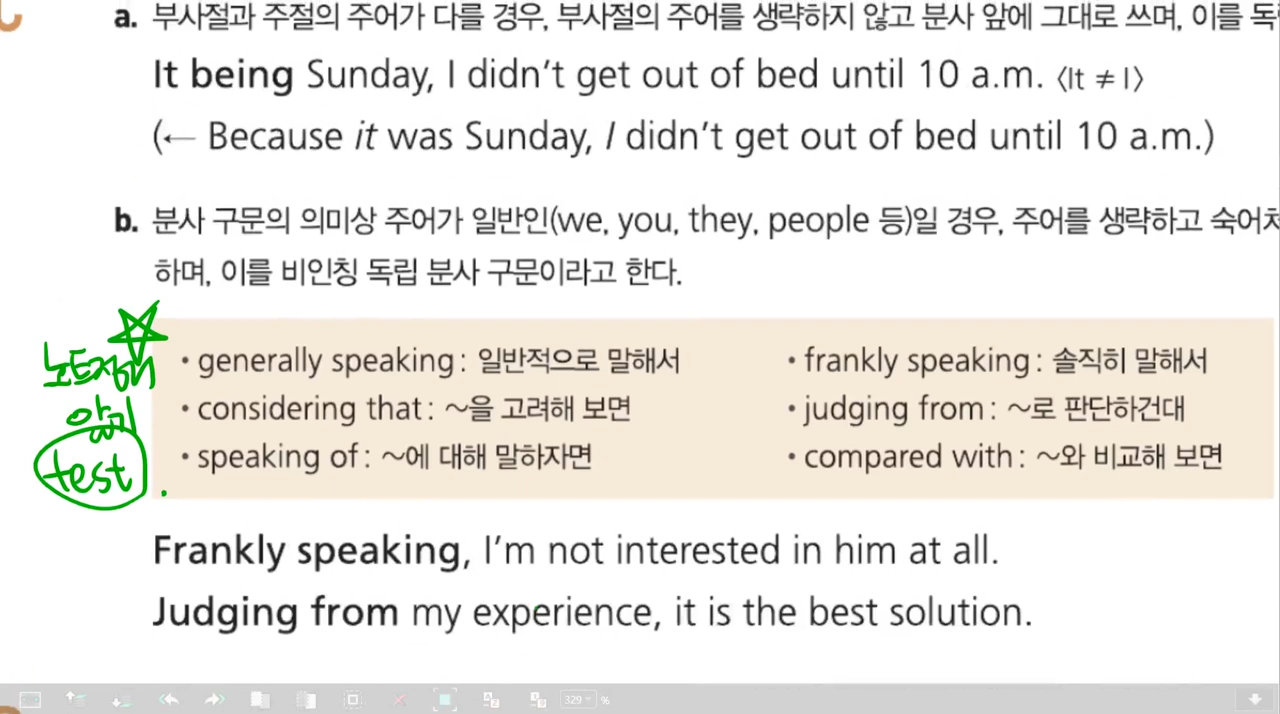 a. 부사절과 주절의 주어가 다를 경우, 부사절의 주어를 생략하지 않고 분사 앞에 그대로 쓰며, 이를 독
It being Sunday, I didn't get out of bed until 10 a.m. 〈It ≠ I〉
(← Because it was Sunday, I didn't get out of bed until 10 a.m.)
b. 분사 구문의 의미상 주어가 일반인(we, you, they, people 등)일 경우, 주어를 생략하고 숙어처
하며, 이를 비인칭 독립 분사 구문이라고 한다.
노트정리
암기
test
• generally speaking : 일반적으로 말해서
• frankly speaking : 솔직히 말해서
• considering that : ~을 고려해 보면
• judging from : ~로 판단하건대
• speaking of : ~에 대해 말하자면
• compared with : ~와 비교해 보면
Frankly speaking, I'm not interested in him at all.
Judging from my experience, it is the best solution.
329 %